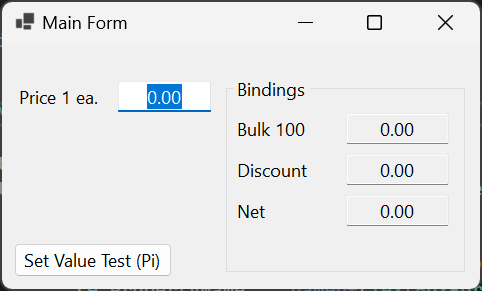 Main Form
Price 1 ea.
0.00
Bindings
Bulk 100
0.00
Discount
0.00
Net
0.00
Set Value Test (Pi)